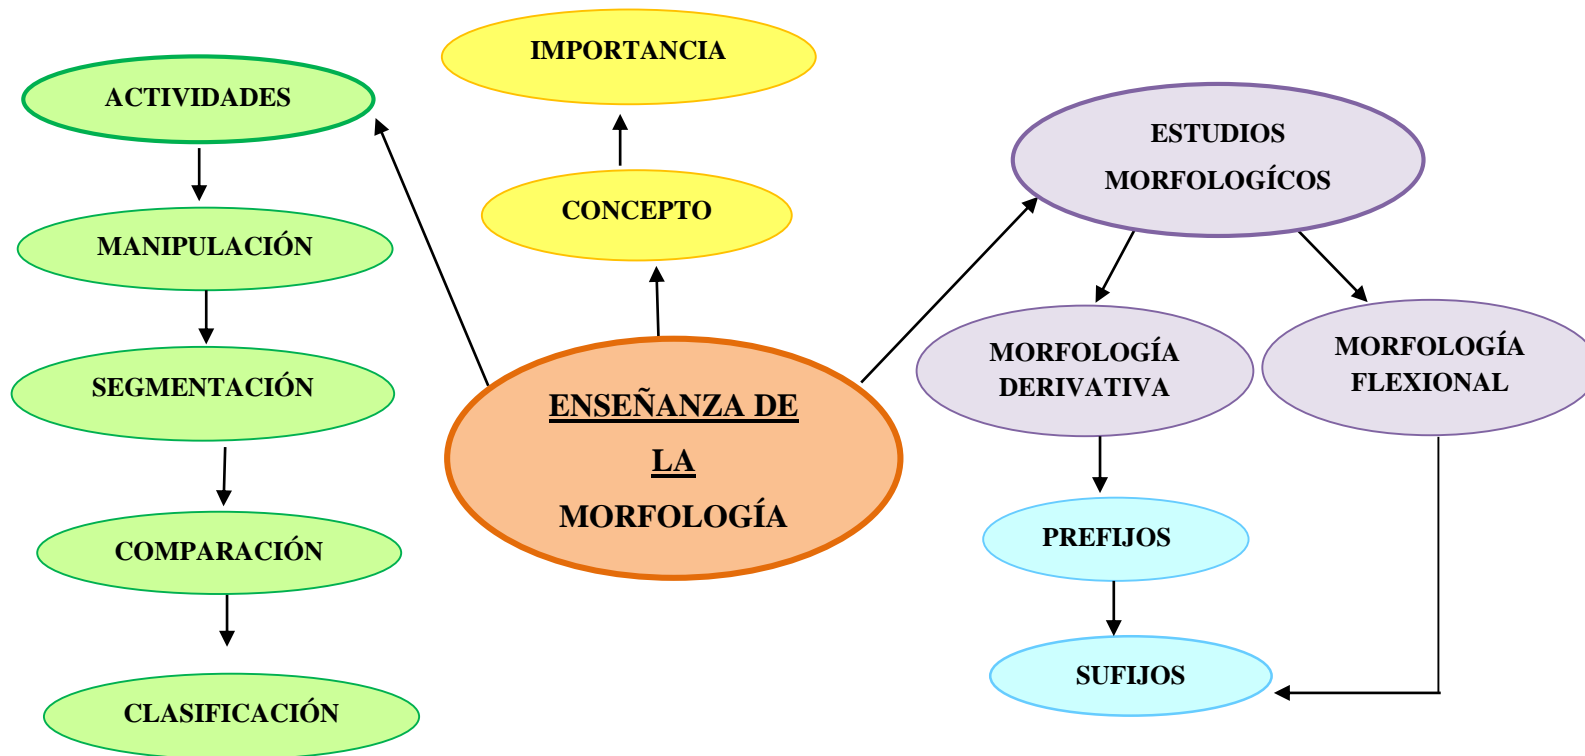 IMPORTANCIA
ACTIVIDADES
CONCEPTO
ESTUDIOS
MORFOLOGÍCOS
MANIPULACIÓN
SEGMENTACIÓN
COMPARACIÓN
CLASIFICACIÓN
ENSEÑANZA DE
LA
MORFOLOGÍA
MORFOLOGÍA
DERIVATIVA
MORFOLOGÍA
FLEXIONAL
PREFIJOS
SUFIJOS